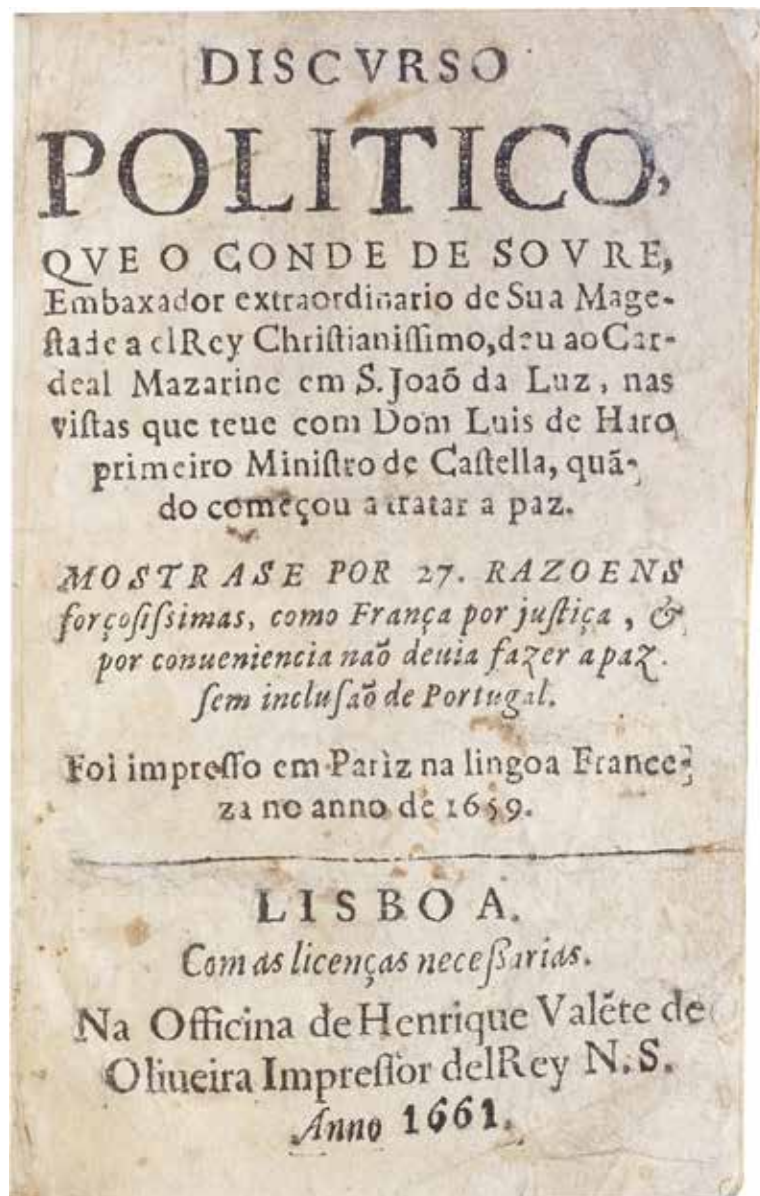 DISCVRSO
POLITICO,
QVE O CONDE DE SOVRE,
Embaxador extraordinario de Sua Mage-
ſtade a elRey Chriſtianiſſimo, deu ao Car-
deal Mazarine em S. Joaõ da Luz, nas
viſtas que teue com Dom Luis de Haro,
primeiro Miniſtro de Caſtella, quã-
do começou a tratar a paz.
MOSTRASE POR 27. RAZOENS
forçoſiſsimas, como França por juſtiça, &
por conueniencia naõ deuia fazer a paz.
ſem incluſaõ de Portugal.
Foi impreſſo em Pariz na lingoa France-
za no anno de 1659.
LISBOA.
Com as licenças neceſſarias.
Na Officina de Henrique Valẽte de
Oliueira Impreſſor delRey N. S.
Anno 1661.